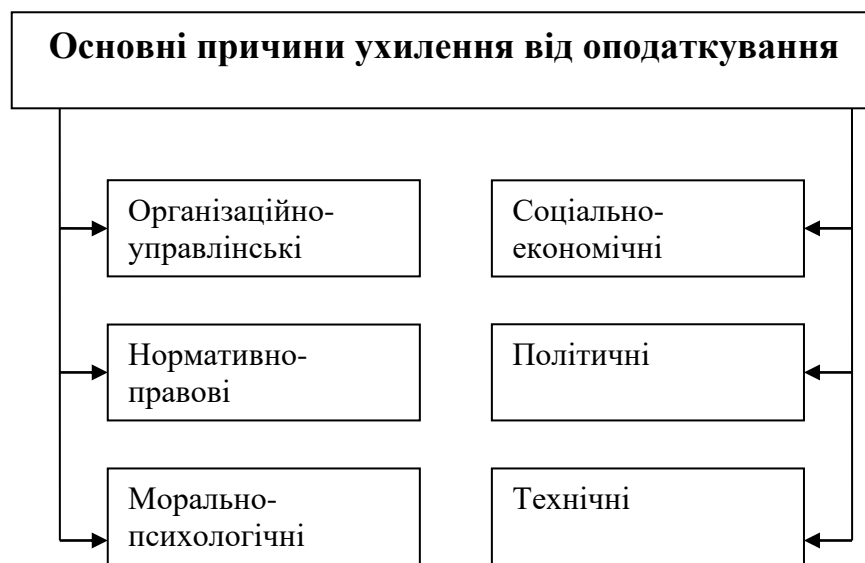 Основні причини ухилення від оподаткування
Організаційно-
управлінські
Соціально-
економічні
Нормативно-
правові
Політичні
Морально-
психологічні
Технічні